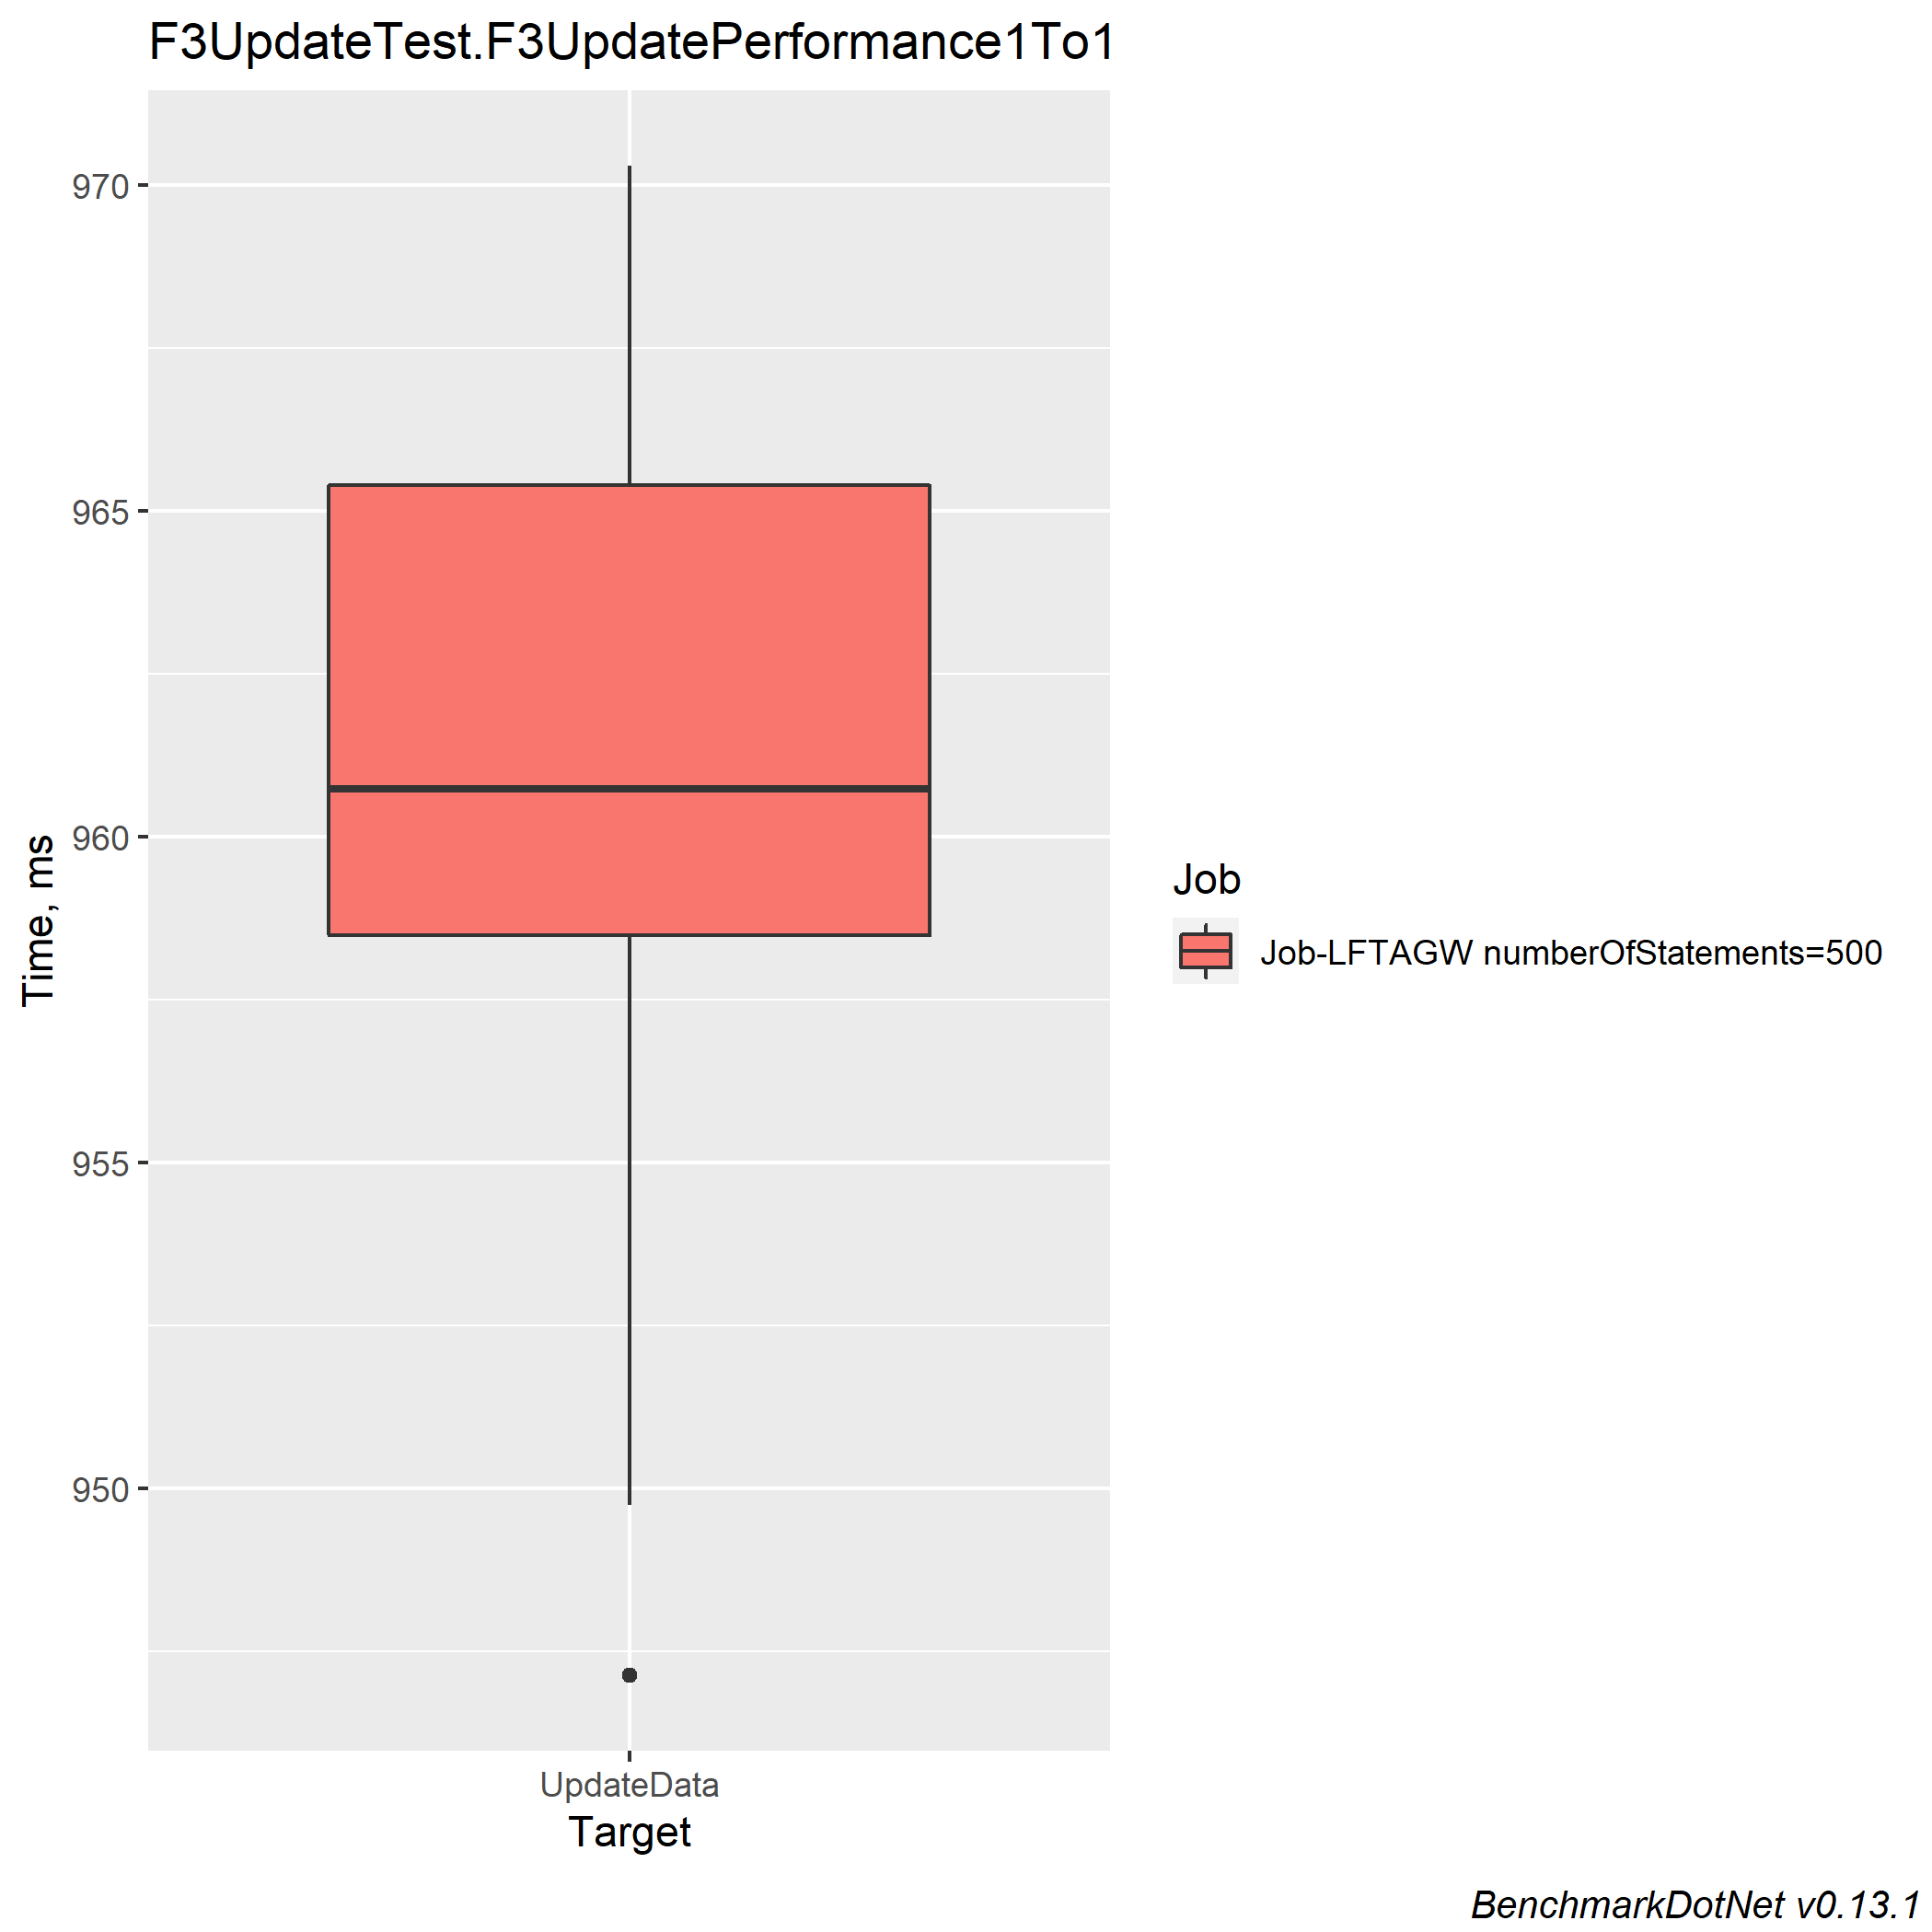 F3UpdateTest.F3UpdatePerformance1To1
970
965
960
955
950
Time, ms
UpdateData
Target
Job
Job-LFTAGW numberOfStatements=500
BenchmarkDotNet v0.13.1